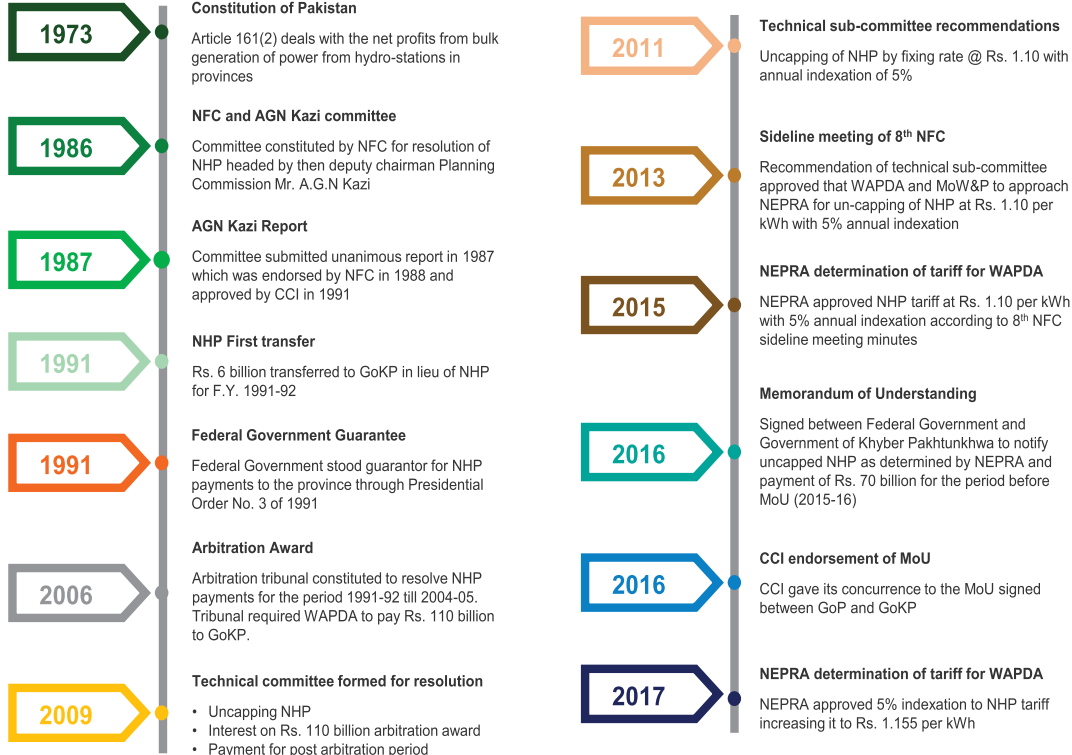 1973
Constitution of Pakistan
Article 161(2) deals with the net profits from bulk
generation of power from hydro-stations in
provinces
1986
NFC and AGN Kazi committee
Committee constituted by NFC for resolution of
NHP headed by then deputy chairman Planning
Commission Mr. A.G.N Kazi
1987
AGN Kazi Report
Committee submitted unanimous report in 1987
which was endorsed by NFC in 1988 and
approved by CCI in 1991
1991
NHP First transfer
Rs. 6 billion transferred to GoKP in lieu of NHP
for F.Y. 1991-92
1991
Federal Government Guarantee
Federal Government stood guarantor for NHP
payments to the province through Presidential
Order No. 3 of 1991
2006
Arbitration Award
Arbitration tribunal constituted to resolve NHP
payments for the period 1991-92 till 2004-05.
Tribunal required WAPDA to pay Rs. 110 billion
to GoKP.
2009
Technical committee formed for resolution
• Uncapping NHP
• Interest on Rs. 110 billion arbitration award
• Payment for post arbitration period
2011
Technical sub-committee recommendations
Uncapping of NHP by fixing rate @ Rs. 1.10 with
annual indexation of 5%
2013
Sideline meeting of 8th NFC
Recommendation of technical sub-committee
approved that WAPDA and MoW&P to approach
NEPRA for un-capping of NHP at Rs. 1.10 per
kWh with 5% annual indexation
2015
NEPRA determination of tariff for WAPDA
NEPRA approved NHP tariff at Rs. 1.10 per kWh
with 5% annual indexation according to 8th NFC
sideline meeting minutes
2016
Memorandum of Understanding
Signed between Federal Government and
Government of Khyber Pakhtunkhwa to notify
uncapped NHP as determined by NEPRA and
payment of Rs. 70 billion for the period before
MoU (2015-16)
2016
CCI endorsement of MoU
CCI gave its concurrence to the MoU signed
between GoP and GoKP
2017
NEPRA determination of tariff for WAPDA
NEPRA approved 5% indexation to NHP tariff
increasing it to Rs. 1.155 per kWh